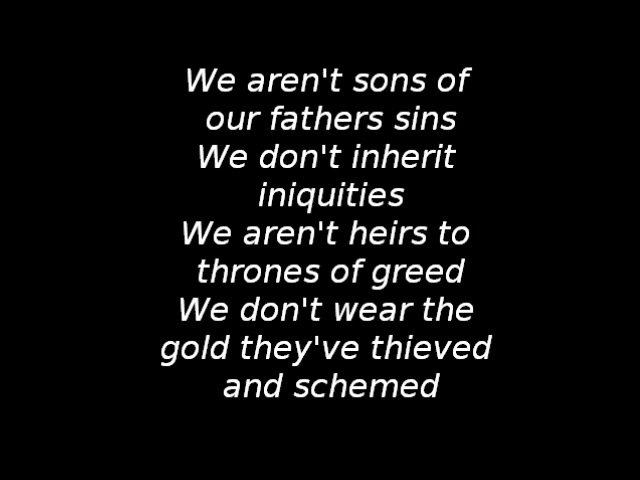 We aren't sons of
our fathers sins
We don't inherit
iniquities
We aren't heirs to
thrones of greed
We don't wear the
gold they've thieved
and schemed